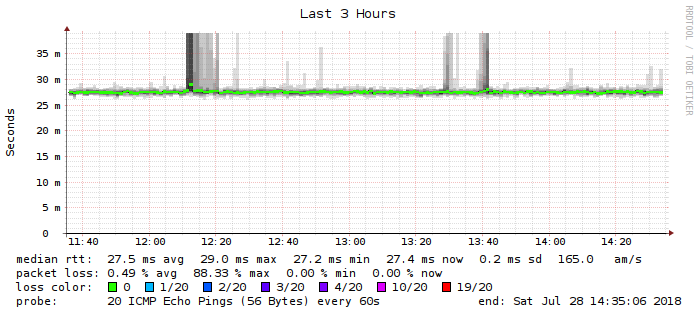 Last 3 Hours
RRDTOOL / TOBI OETIKER
Seconds
35 m
30 m
25 m
20 m
15 m
10 m
5 m
0
11:40 12:00 12:20 12:40 13:00 13:20 13:40 14:00 14:20
median rtt: 27.5 ms avg 29.0 ms max 27.2 ms min 27.4 ms now 0.2 ms sd 165.0 am/s
packet loss: 0.49 % avg 88.33 % max 0.00 % min 0.00 % now
loss color: 0 1/20 2/20 3/20 4/20 10/20 19/20
probe: 20 ICMP Echo Pings (56 Bytes) every 60s end: Sat Jul 28 14:35:06 2018